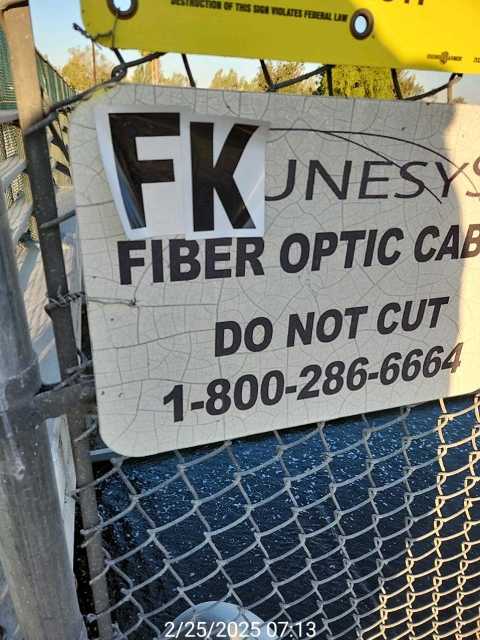 DESTRUCTION OF THIS SIGN VIOLATES FEDERAL LAW.
FK UNESYS
FIBER OPTIC CAB
DO NOT CUT
1-800-286-6664
2/25/2025 07:13